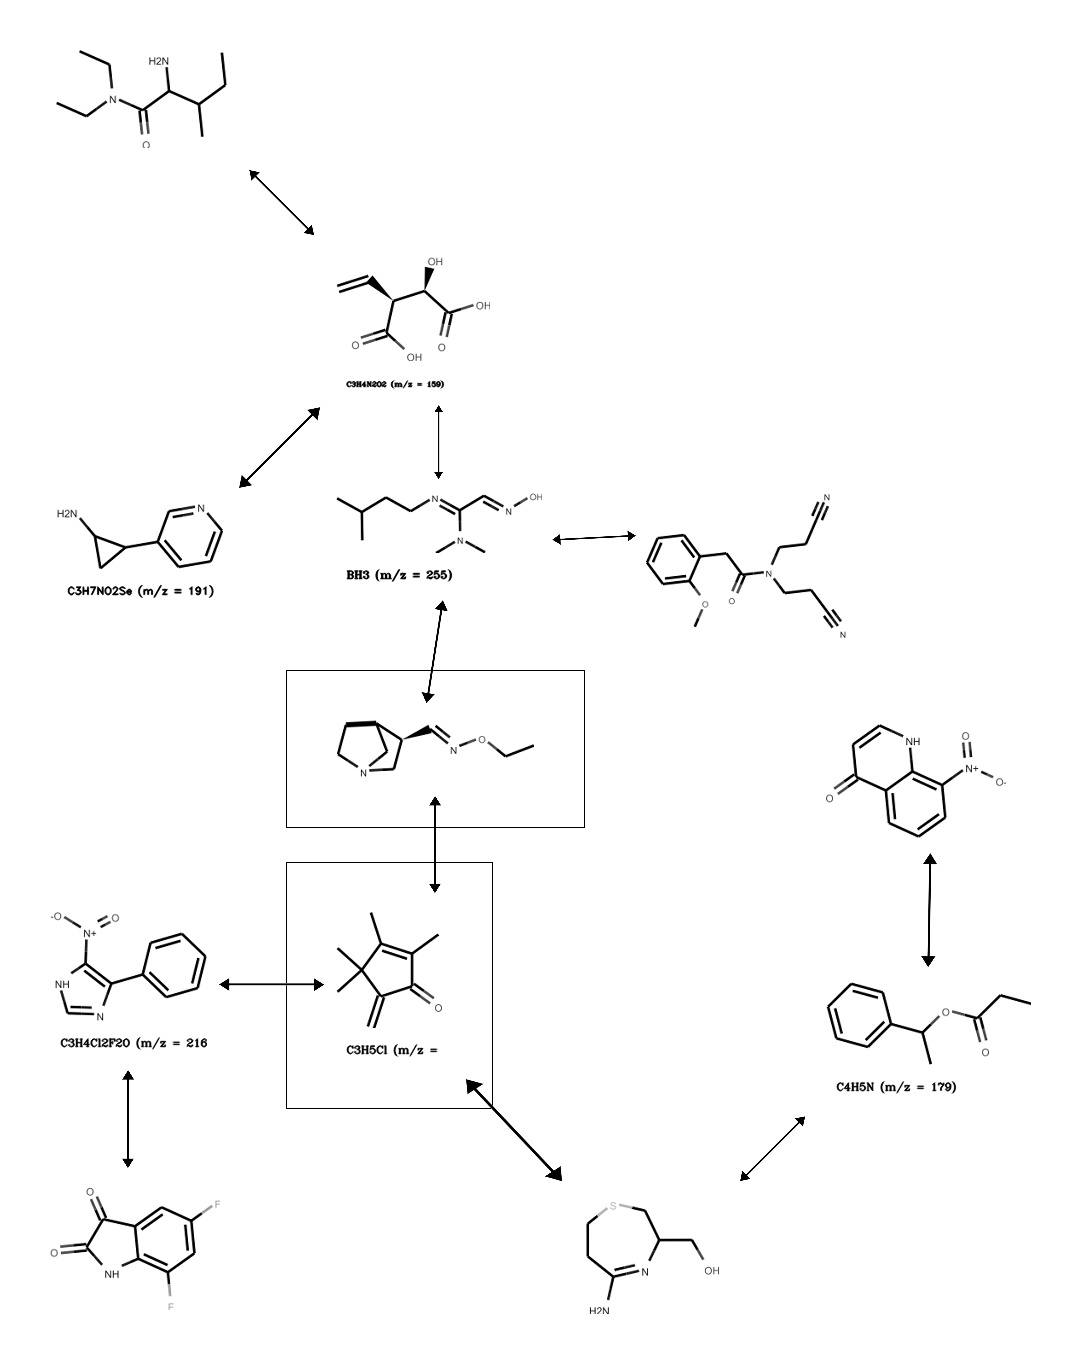 H2N
N
O
OH
OH
O
O
OH
C3H4N2O2 (m/z = 159)
N
OH
N
N
H2N
N
BH3 (m/z = 255)
C3H7NO2Se (m/z = 191)
N
N
O
O
N
N
O
N
NH
O
N+
O-
O
-O
O
N+
NH
N
C3H4Cl2F2O (m/z = 216
O
C3H5Cl (m/z =
O
O
C4H5N (m/z = 179)
O
F
O
NH
F
S
N
OH
H2N